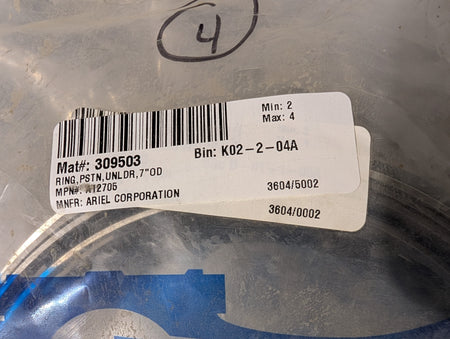 4
Min: 2
Max: 4
Mat#: 309503
Bin: K02-2-04A
RING,PSTN,UNLDR,7"OD
MPN#: A12705
3604/5002
MNFR: ARIEL CORPORATION
3604/0002